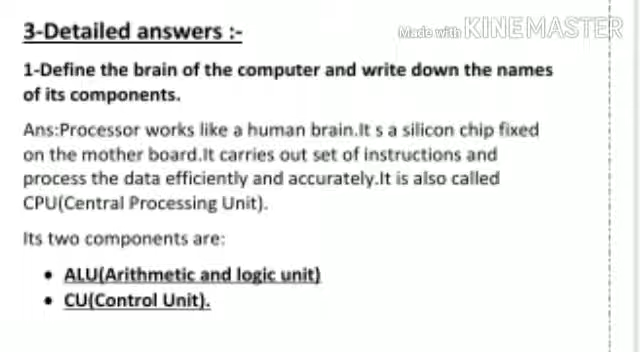 3-Detailed answers :-
Made with KINEMASTER
1-Define the brain of the computer and write down the names
of its components.
Ans:Processor works like a human brain.It s a silicon chip fixed
on the mother board.It carries out set of instructions and
process the data efficiently and accurately.It is also called
CPU(Central Processing Unit).
Its two components are:
• ALU(Arithmetic and logic unit)
• CU(Control Unit).